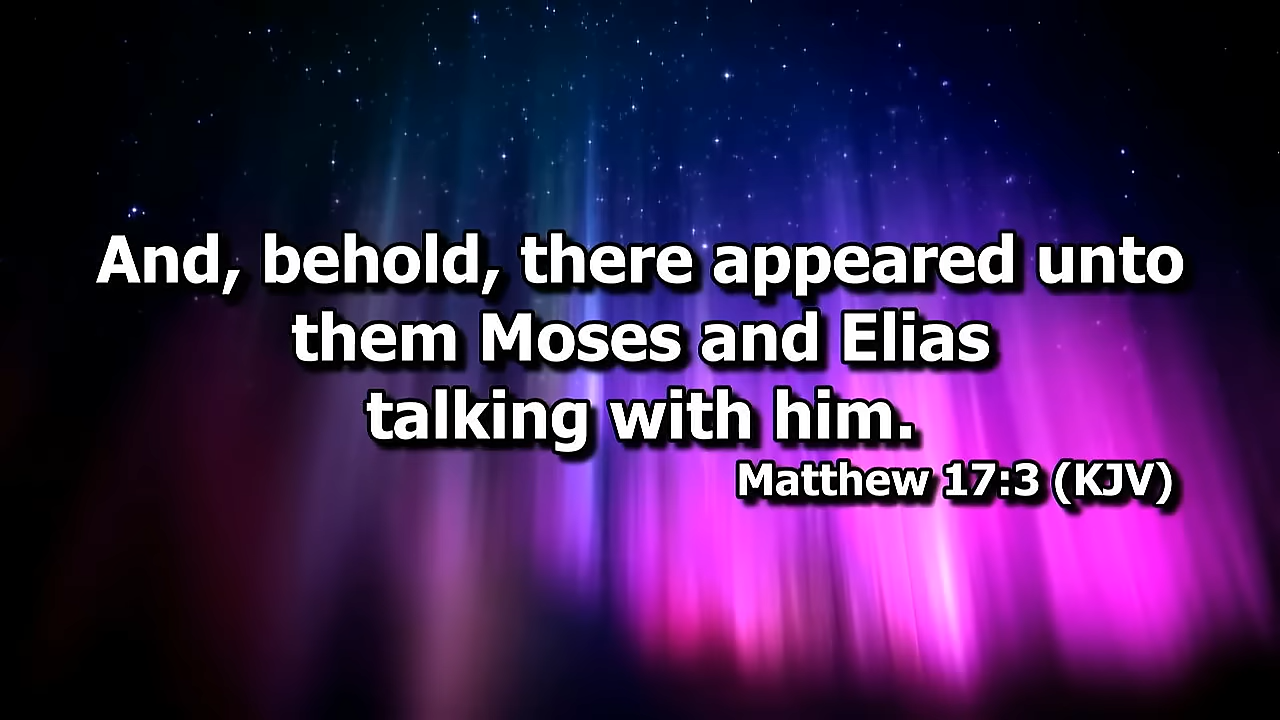 And, behold, there appeared unto
them Moses and Elias
talking with him.
Matthew 17:3 (KJV)